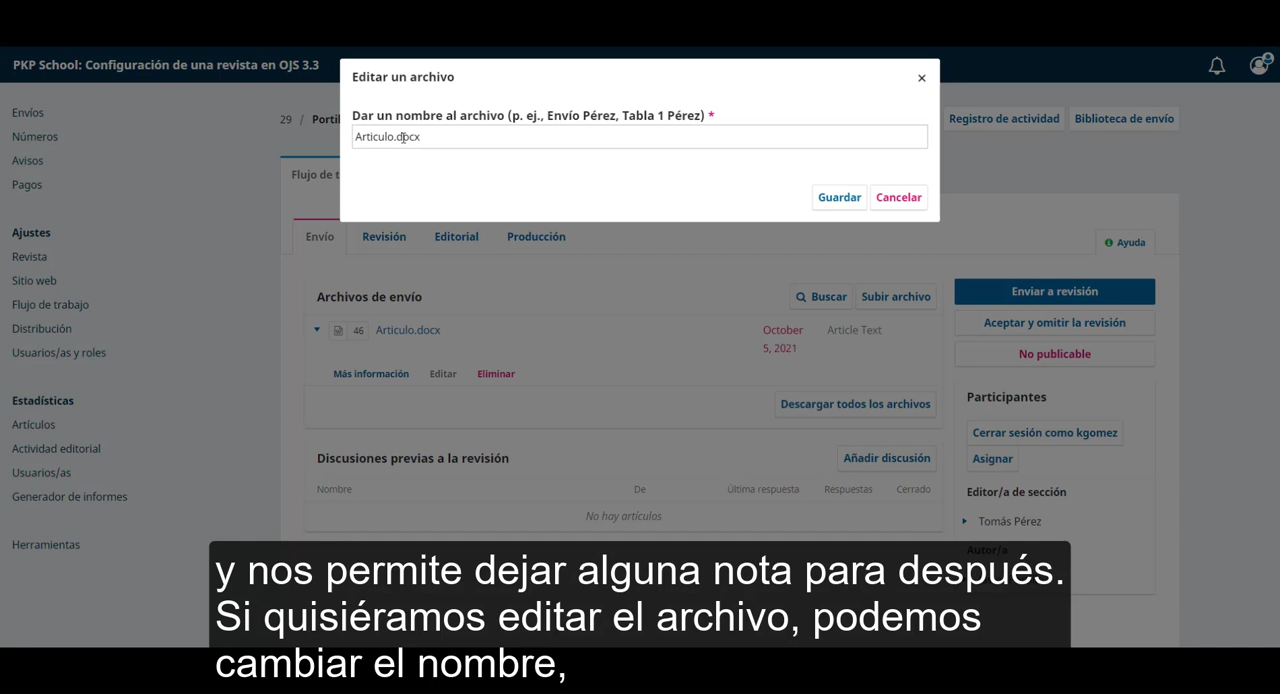 PKP School: Configuración de una revista en OJS 3.3
Editar un archivo
×
Dar un nombre al archivo (p. ej., Envío Pérez, Tabla 1 Pérez) *
Articulo.docx
Guardar
Cancelar
Envíos
Números
Avisos
Pagos
Ajustes
Revista
Sitio web
Flujo de trabajo
Distribución
Usuarios/as y roles
Estadísticas
Artículos
Actividad editorial
Usuarios/as
Generador de informes
Herramientas
29 / Portil
Registro de actividad
Biblioteca de envío
Flujo de t
Envío
Revisión
Editorial
Producción
Ayuda
Archivos de envío
Buscar
Subir archivo
46 Articulo.docx
October
5, 2021
Article Text
Más información
Editar
Eliminar
Descargar todos los archivos
Discusiones previas a la revisión
Añadir discusión
Nombre
De
Última respuesta
Respuestas
Cerrado
No hay artículos
Enviar a revisión
Aceptar y omitir la revisión
No publicable
Participantes
Cerrar sesión como kgomez
Asignar
Editor/a de sección
Tomás Pérez
Autor/a
y nos permite dejar alguna nota para después.
Si quisiéramos editar el archivo, podemos
cambiar el nombre,